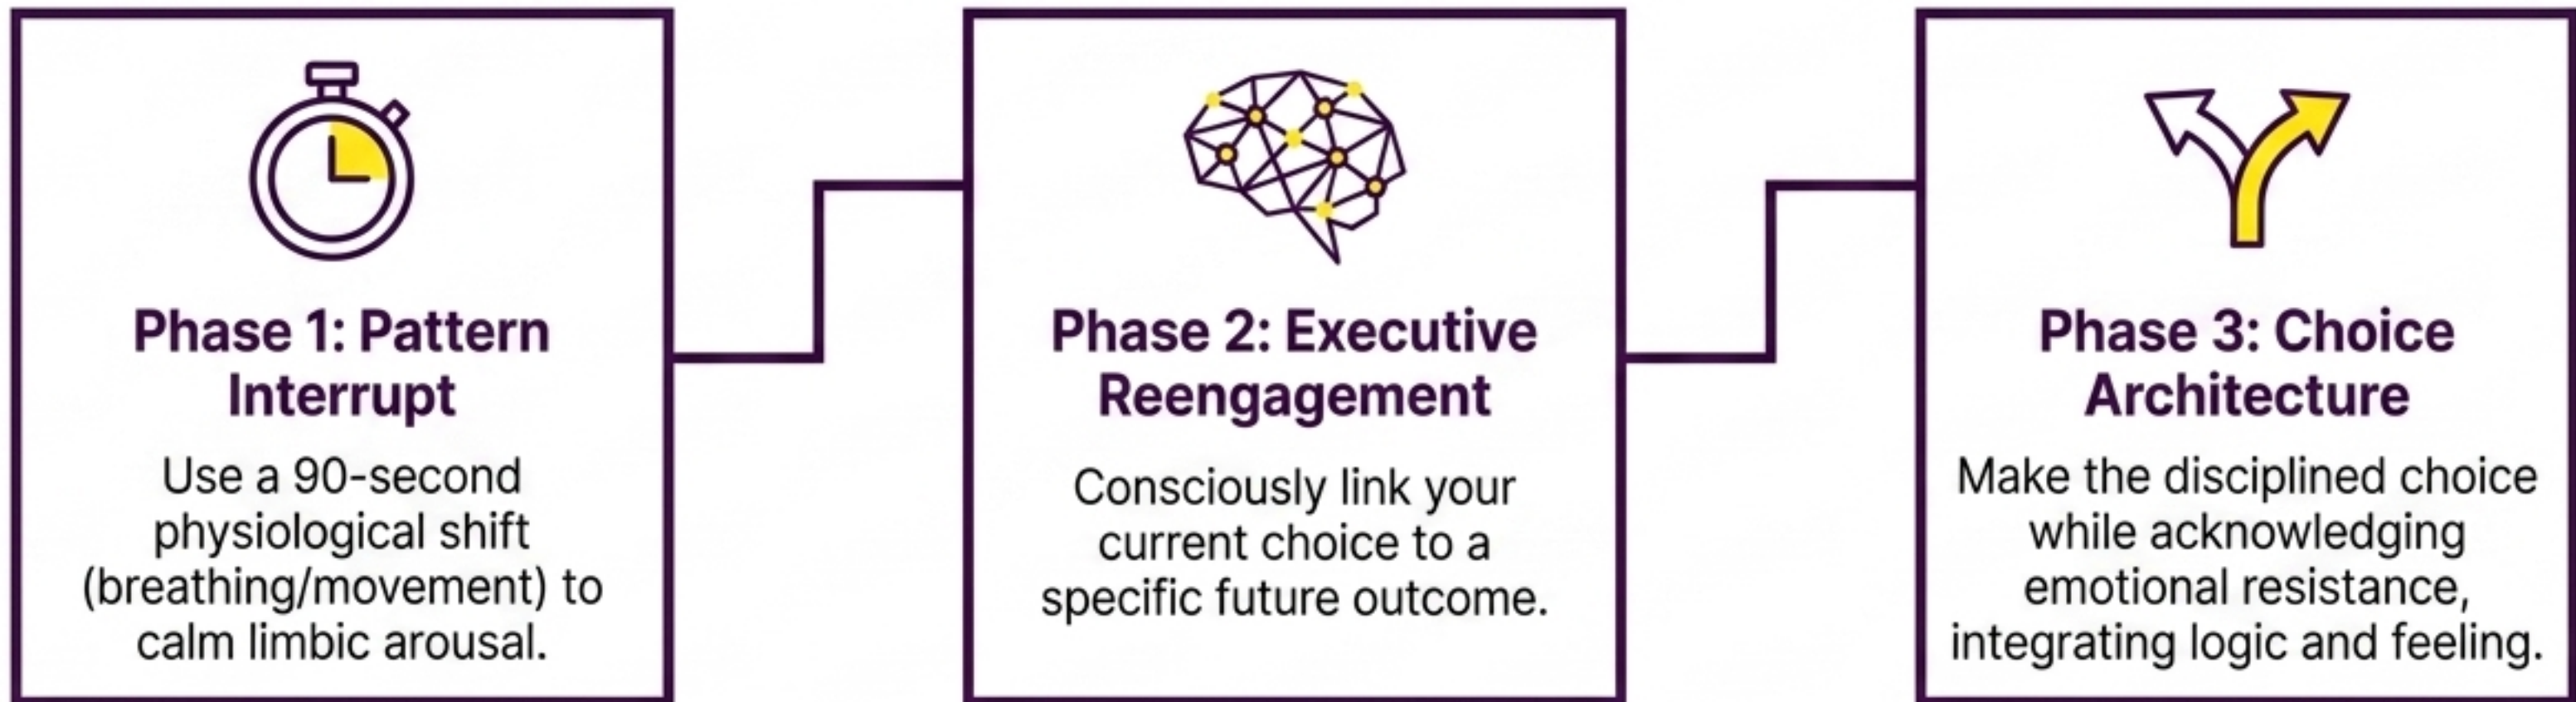 Phase 1: Pattern
Interrupt
Use a 90-second
physiological shift
(breathing/movement) to
calm limbic arousal.
Phase 2: Executive
Reengagement
Consciously link your
current choice to a
specific future outcome.
Phase 3: Choice
Architecture
Make the disciplined choice
while acknowledging
emotional resistance,
integrating logic and feeling.